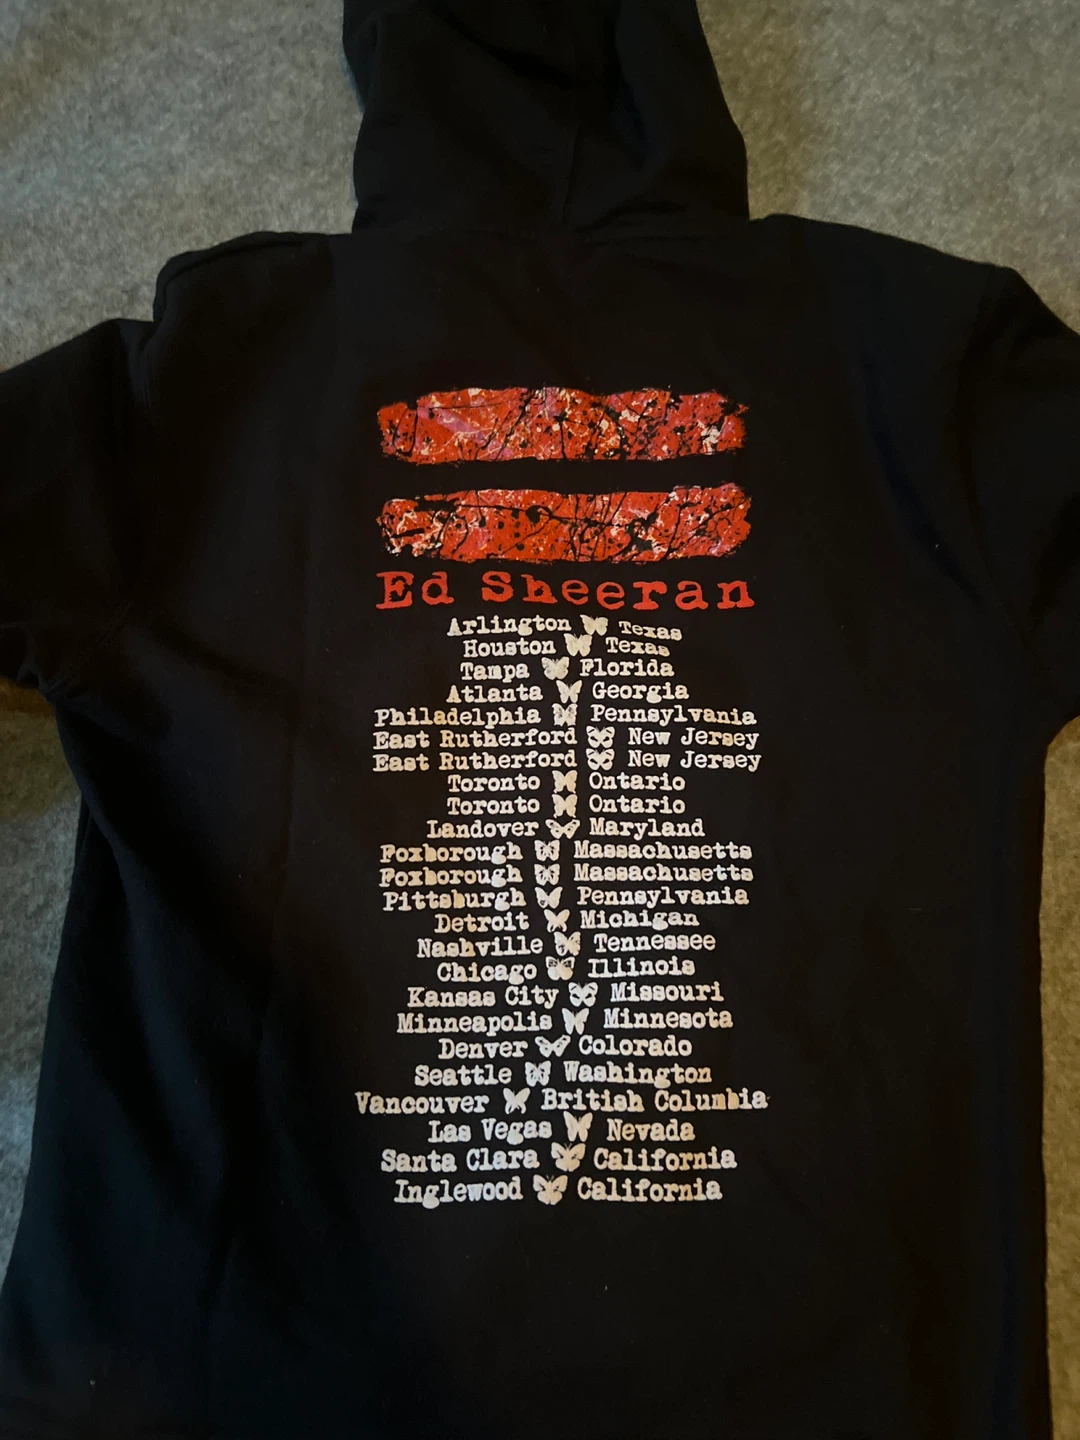 Ed Sheeran
Arlington Texas
Houston Texas
Tampa Florida
Atlanta Georgia
Philadelphia Pennsylvania
East Rutherford New Jersey
East Rutherford New Jersey
Toronto Ontario
Toronto Ontario
Landover Maryland
Foxborough Massachusetts
Foxborough Massachusetts
Pittsburgh Pennsylvania
Detroit Michigan
Nashville Tennessee
Chicago Illinois
Kansas City Missouri
Minneapolis Minnesota
Denver Colorado
Seattle Washington
Vancouver British Columbia
Las Vegas Nevada
Santa Clara California
Inglewood California